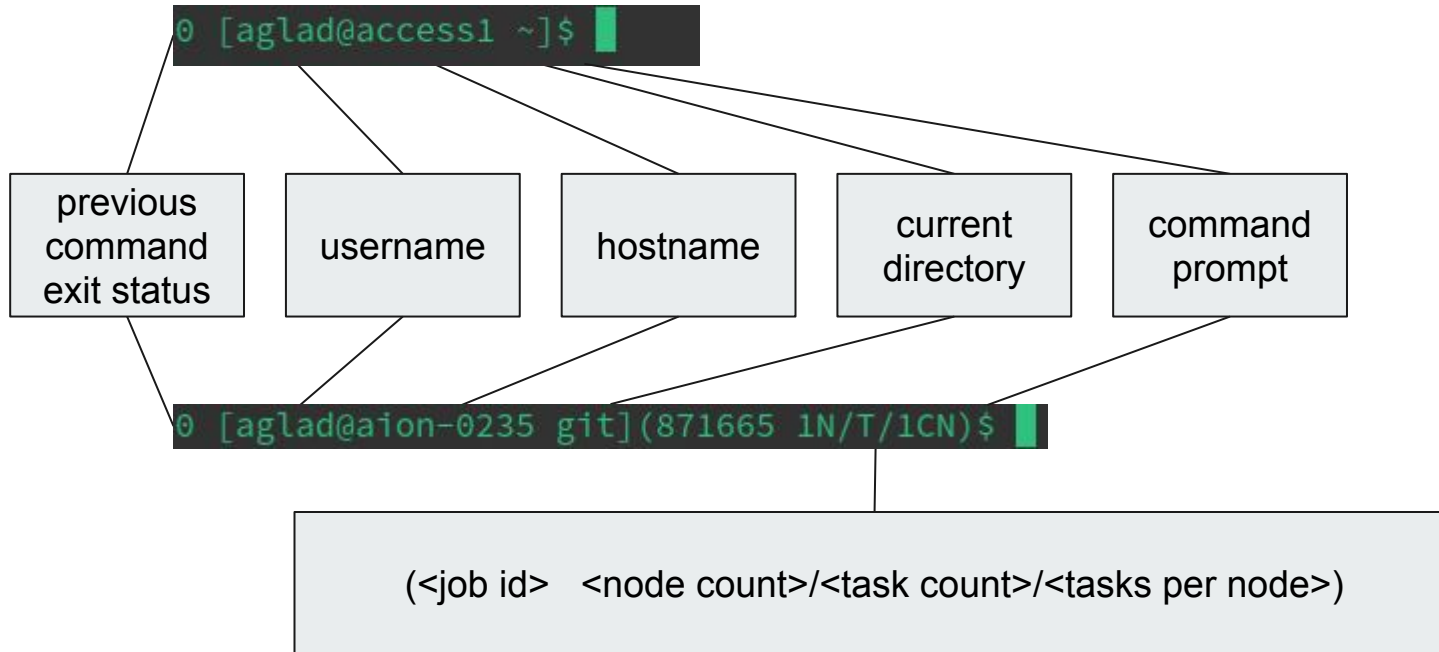 0 [aglad@access1 ~]$
previous
command
exit status
username
hostname
current
directory
command
prompt
0 [aglad@aion-0235 git](871665 1N/T/1CN)$
(<job id> <node count>/<task count>/<tasks per node>)